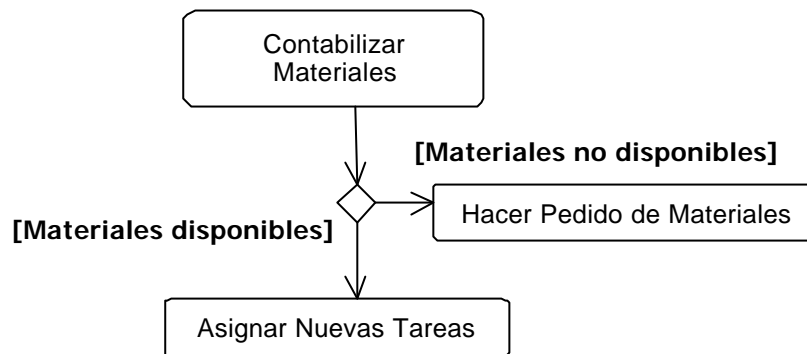 Contabilizar
Materiales
[Materiales no disponibles]
Hacer Pedido de Materiales
[Materiales disponibles]
Asignar Nuevas Tareas